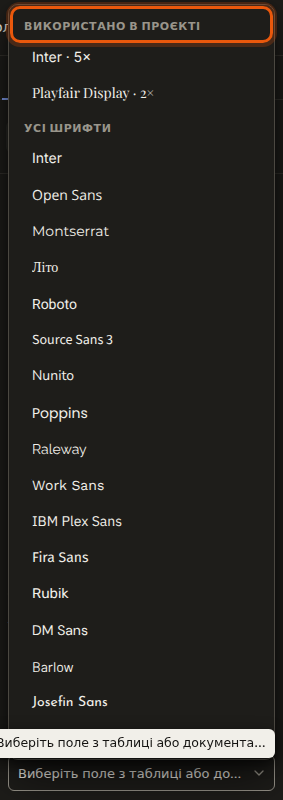 ВИКОРИСТАНО В ПРОЄКТІ
Inter · 5×
Playfair Display · 2×
УСІ ШРИФТИ
Inter
Open Sans
Montserrat
Літо
Roboto
Source Sans 3
Nunito
Poppins
Raleway
Work Sans
IBM Plex Sans
Fira Sans
Rubik
DM Sans
Barlow
Josefin Sans
Виберіть поле з таблиці або документа...
Виберіть поле з таблиці або до...